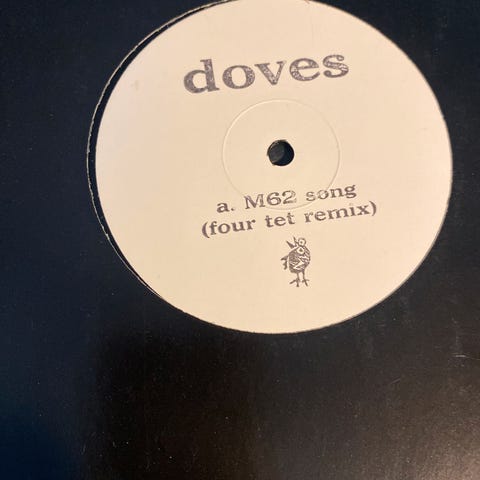 doves
a. M62 song
(four tet remix)